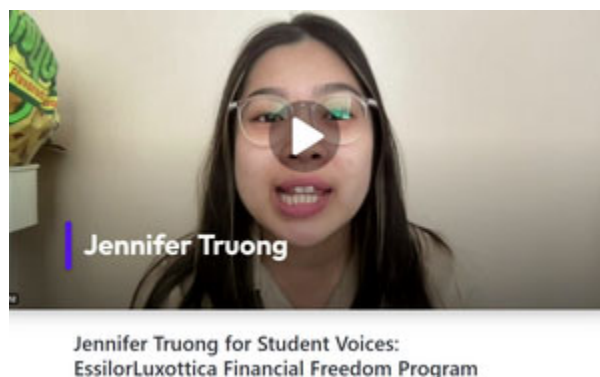 Jennifer Truong
Jennifer Truong for Student Voices:
EssilorLuxottica Financial Freedom Program